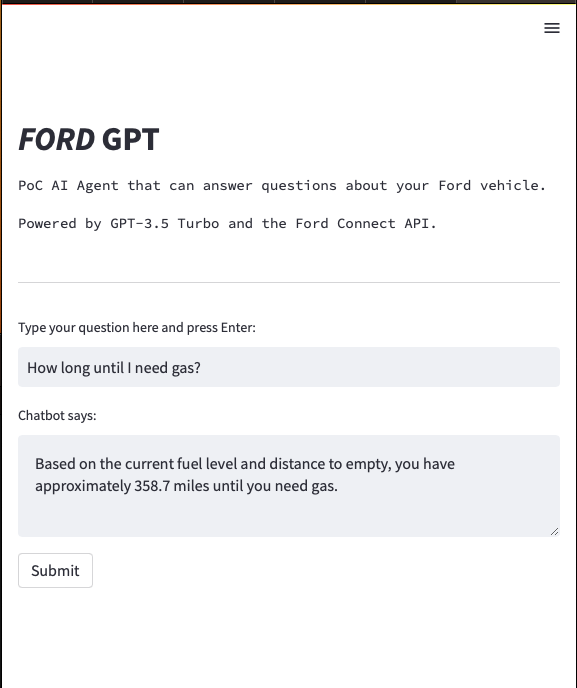 FORD GPT
PoC AI Agent that can answer questions about your Ford vehicle.
Powered by GPT-3.5 Turbo and the Ford Connect API.
Type your question here and press Enter:
How long until I need gas?
Chatbot says:
Based on the current fuel level and distance to empty, you have
approximately 358.7 miles until you need gas.
Submit